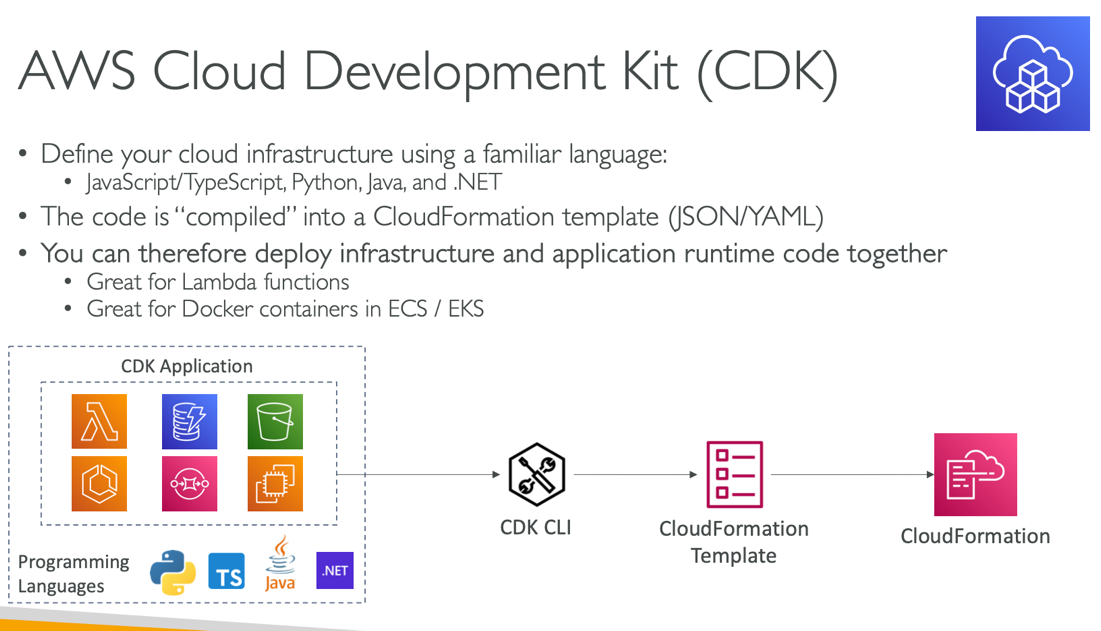 AWS Cloud Development Kit (CDK)
• Define your cloud infrastructure using a familiar language:
• JavaScript/TypeScript, Python, Java, and .NET
• The code is “compiled” into a CloudFormation template (JSON/YAML)
• You can therefore deploy infrastructure and application runtime code together
• Great for Lambda functions
• Great for Docker containers in ECS / EKS
CDK Application
CDK CLI
CloudFormation
Template
CloudFormation
Programming
Languages
TS
Java
.NET